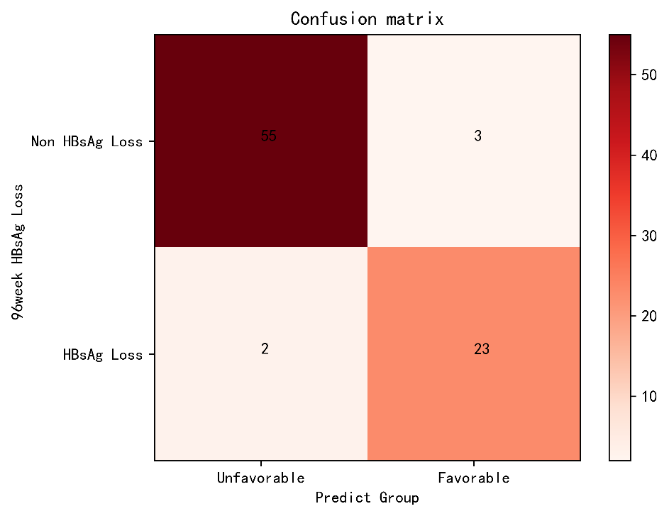 Confusion matrix
Non HBsAg Loss
55
3
50
40
30
20
10
96week HBsAg Loss
HBsAg Loss
2
23
Unfavorable
Favorable
Predict Group